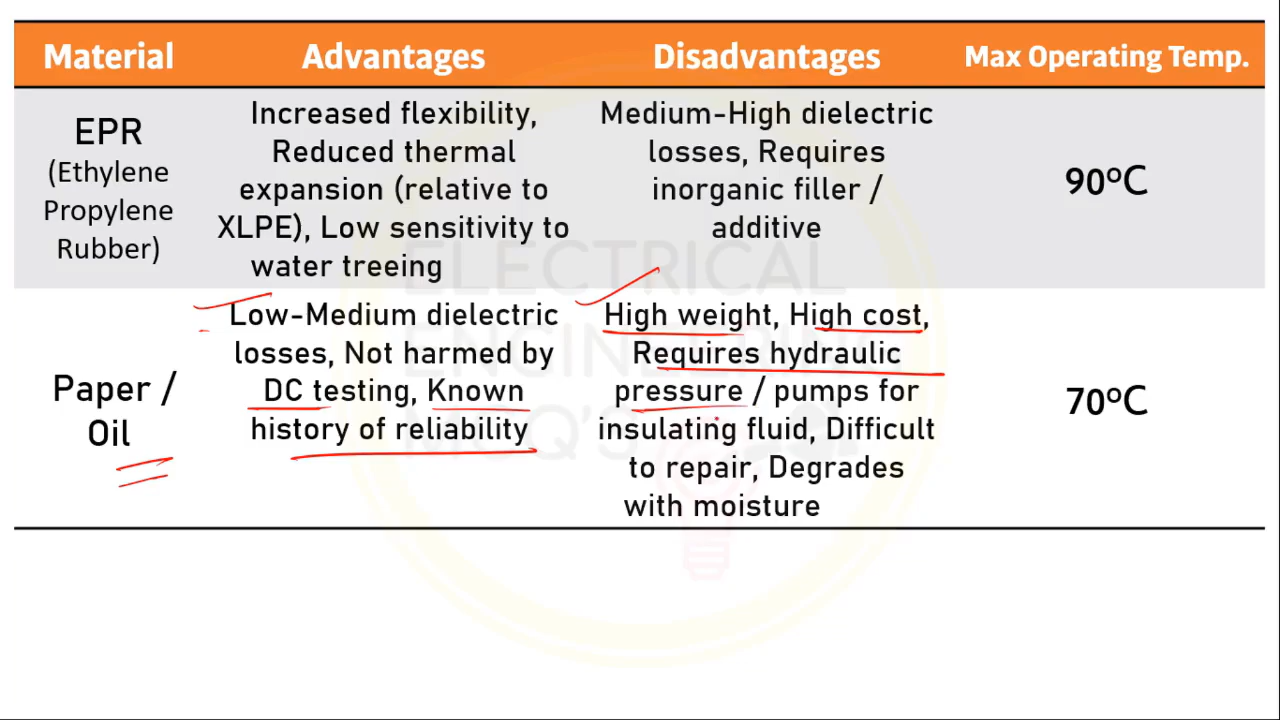 Material Advantages Disadvantages Max Operating Temp.
EPR
(Ethylene
Propylene
Rubber)
Increased flexibility,
Reduced thermal
expansion (relative to
XLPE), Low sensitivity to
water treeing
Medium-High dielectric
losses, Requires
inorganic filler /
additive
90°C
Paper /
Oil
Low-Medium dielectric
losses, Not harmed by
DC testing, Known
history of reliability
High weight, High cost,
Requires hydraulic
pressure / pumps for
insulating fluid, Difficult
to repair, Degrades
with moisture
70°C
ELECTRICAL
ENGINEERING
MCQ'S